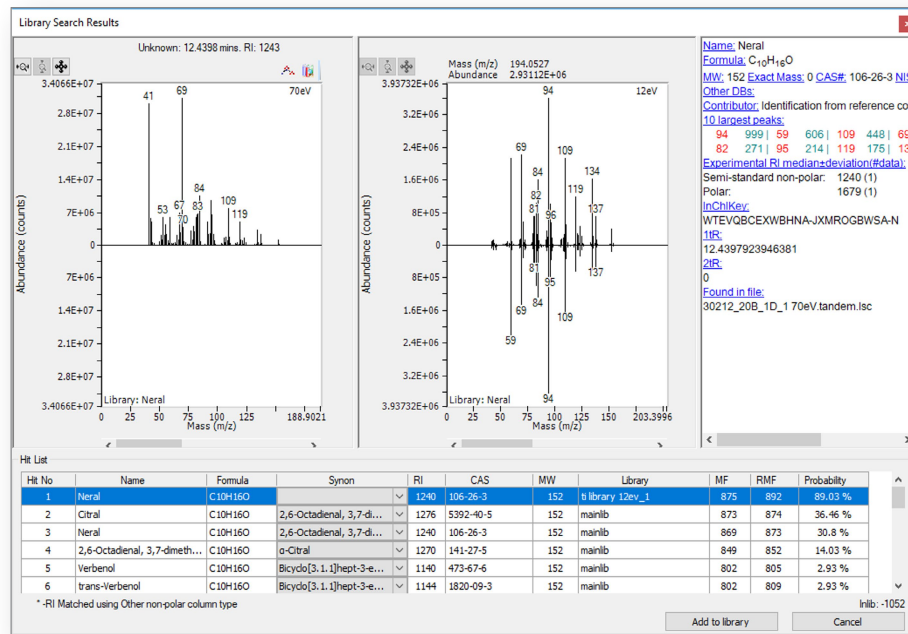 Library Search Results
Unknown: 12.4398 mins. RI: 1243
70eV
Abundance (counts)
3.4066E+07
2.8E+07
2.1E+07
1.4E+07
7E+06
0
7E+06
1.4E+07
2.1E+07
2.8E+07
3.4066E+07
41
69
53
67
70
84
83
109
119
Library: Neral
0 25 50 75 100 125 188.9021
Mass (m/z)
Mass (m/z) 194.0527
Abundance 2.93112E+06
12eV
Abundance (counts)
3.93732E+06
3.2E+06
2.4E+06
1.6E+06
8E+05
0
8E+05
1.6E+06
2.4E+06
3.2E+06
3.93732E+06
94
69
109
84
82
81
96
134
119
137
81
84
95
69
109
137
59
94
Library: Neral
0 25 50 75 100 125 150 203.3996
Mass (m/z)
Name: Neral
Formula: C10H16O
MW: 152 Exact Mass: 0 CAS#: 106-26-3 NIS
Other DBs:
Contributor: Identification from reference co
10 largest peaks:
94 999 | 59 606 | 109 448 | 69
82 271 | 95 214 | 119 175 | 13
Experimental RI median±deviation(#data):
Semi-standard non-polar: 1240 (1)
Polar: 1679 (1)
InChIKey:
WTEVQBCEXWBHNA-JXMROGBWSA-N
1tR:
12.4397923946381
2tR:
0
Found in file:
30212_20B_1D_1 70eV.tandem.lsc
Hit List
Hit No Name Formula Synon RI CAS MW Library MF RMF Probability
1 Neral C10H16O 1240 106-26-3 152 ti library 12ev_1 875 892 89.03 %
2 Citral C10H16O 2,6-Octadienal, 3,7-di... 1276 5392-40-5 152 mainlib 873 874 36.46 %
3 Neral C10H16O 2,6-Octadienal, 3,7-di... 1240 106-26-3 152 mainlib 869 873 30.8 %
4 2,6-Octadienal, 3,7-dimeth... C10H16O α-Citral 1270 141-27-5 152 mainlib 849 852 14.03 %
5 Verbenol C10H16O Bicyclo[3.1.1]hept-3-e... 1140 473-67-6 152 mainlib 802 805 2.93 %
6 trans-Verbenol C10H16O Bicyclo[3.1.1]hept-3-e... 1144 1820-09-3 152 mainlib 802 809 2.93 %
* -RI Matched using Other non-polar column type
Inlib: -1052
Add to library
Cancel